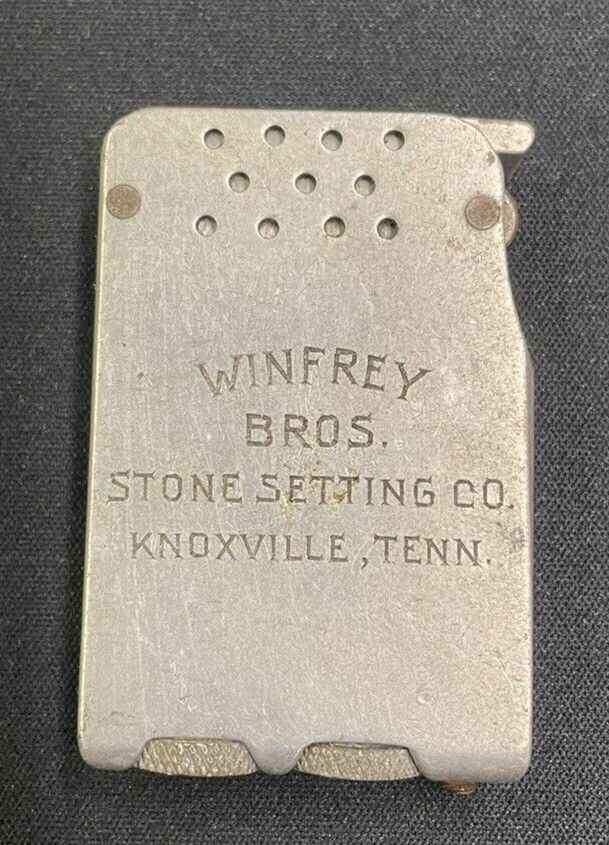 WINFREY
BROS.
STONE SETTING CO.
KNOXVILLE, TENN.